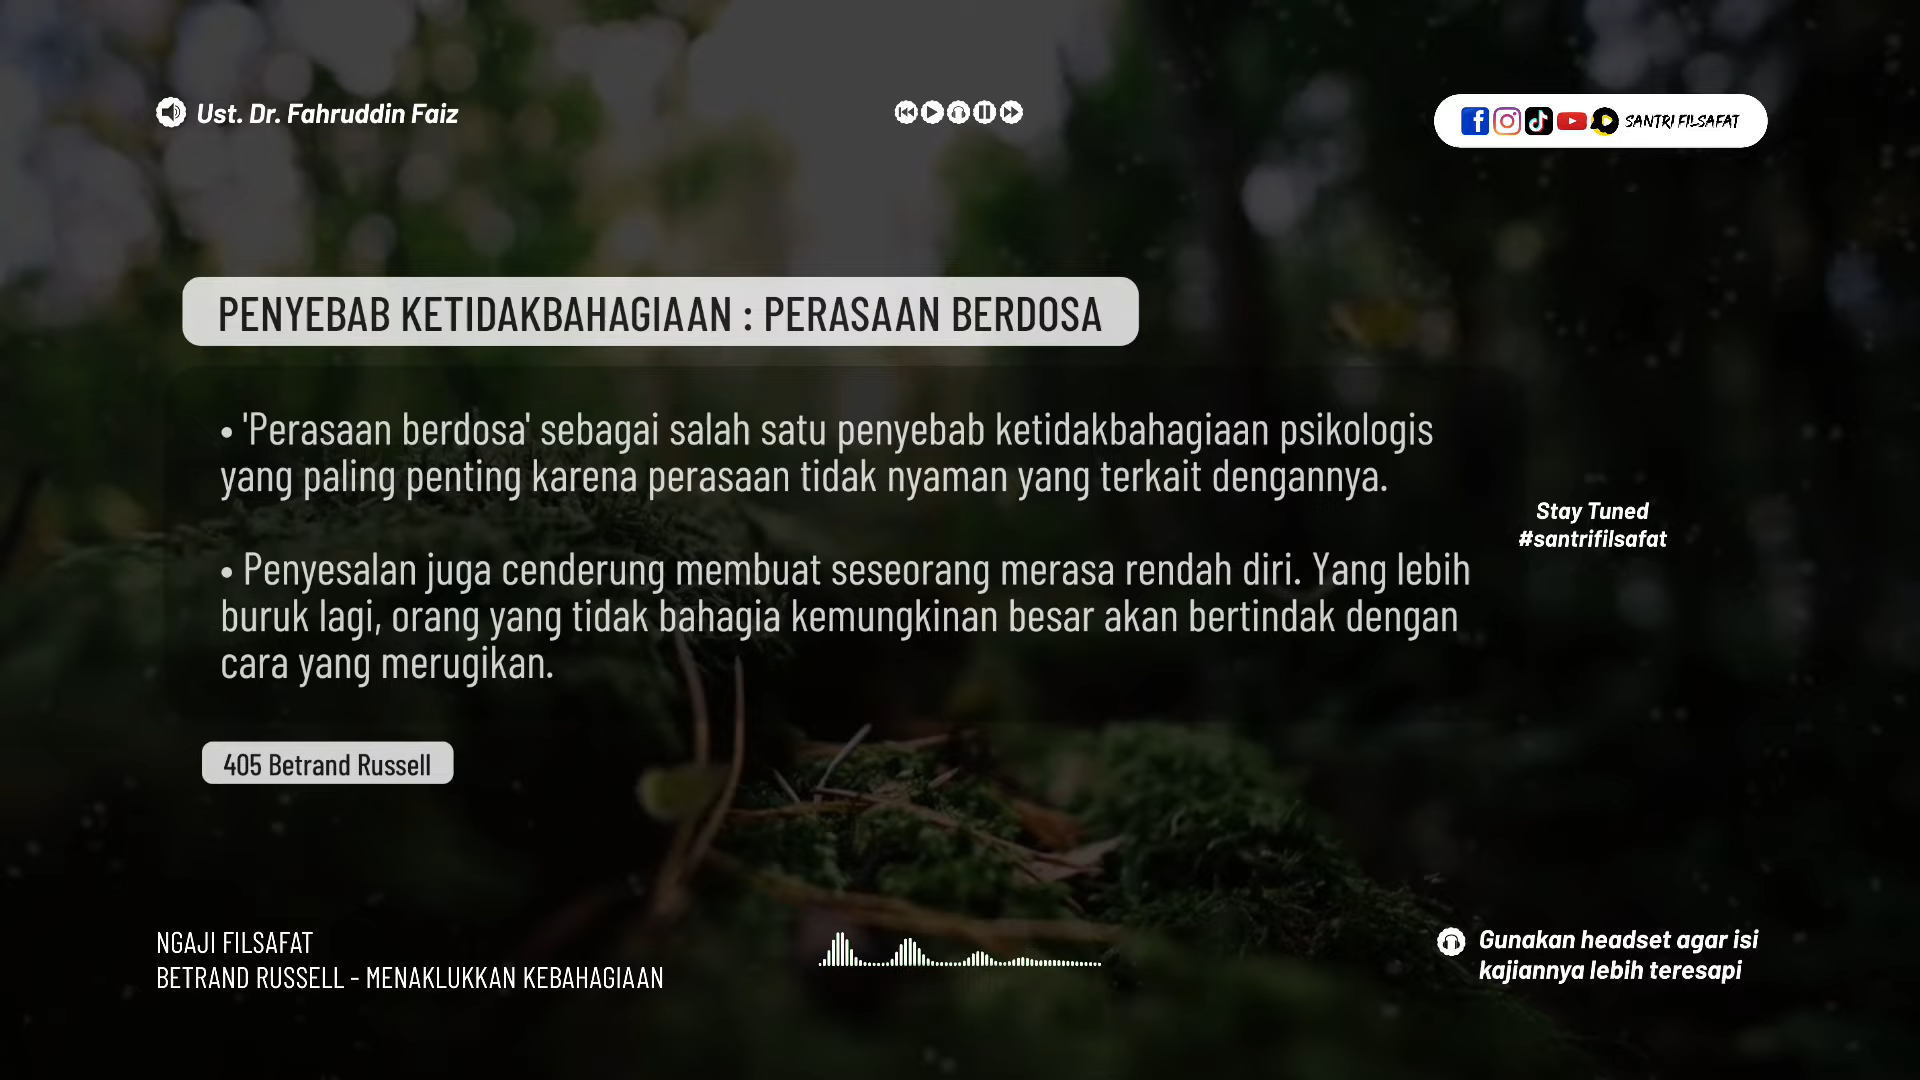 Ust. Dr. Fahruddin Faiz
SANTRI FILSAFAT
PENYEBAB KETIDAKBAHAGIAAN : PERASAAN BERDOSA
• 'Perasaan berdosa' sebagai salah satu penyebab ketidakbahagiaan psikologis
yang paling penting karena perasaan tidak nyaman yang terkait dengannya.
• Penyesalan juga cenderung membuat seseorang merasa rendah diri. Yang lebih
buruk lagi, orang yang tidak bahagia kemungkinan besar akan bertindak dengan
cara yang merugikan.
Stay Tuned
#santrifilsafat
405 Betrand Russell
NGAJI FILSAFAT
BETRAND RUSSELL - MENAKLUKKAN KEBAHAGIAAN
Gunakan headset agar isi
kajiannya lebih teresapi